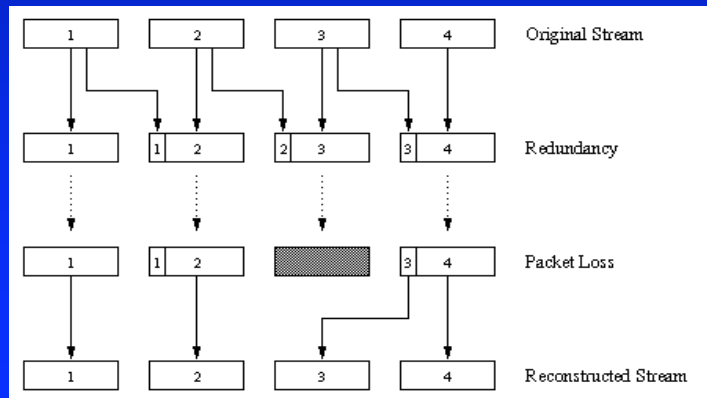 1 2 3 4 Original Stream
1 1 2 2 3 3 4 Redundancy
1 1 2 3 4 Packet Loss
1 2 3 4 Reconstructed Stream